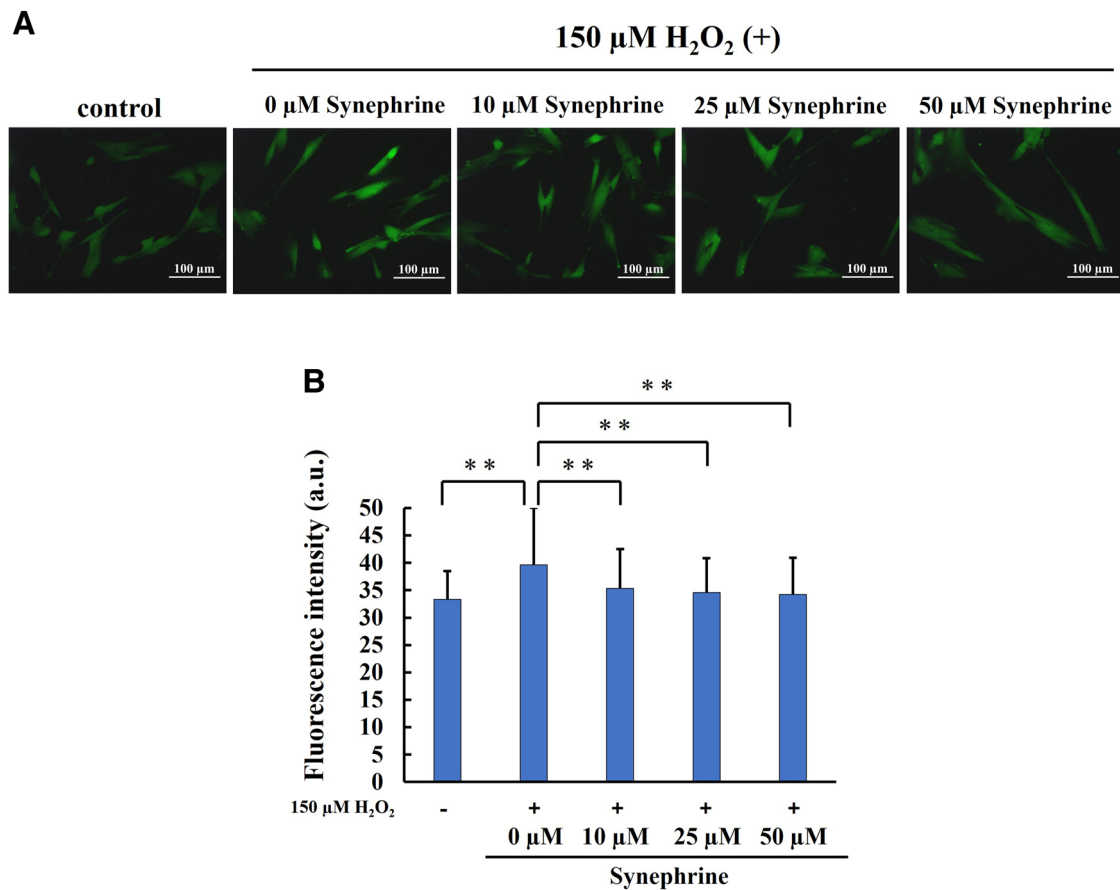 A
150 µM H₂O₂ (+)
control
0 µM Synephrine
10 µM Synephrine
25 µM Synephrine
50 µM Synephrine
100 µm
100 µm
100 µm
100 µm
100 µm
B
* *
* *
* *
* *
Fluorescence intensity (a.u.)
50
45
40
35
30
25
20
15
10
5
0
150 µM H₂O₂ - + + + +
0 µM 10 µM 25 µM 50 µM
Synephrine